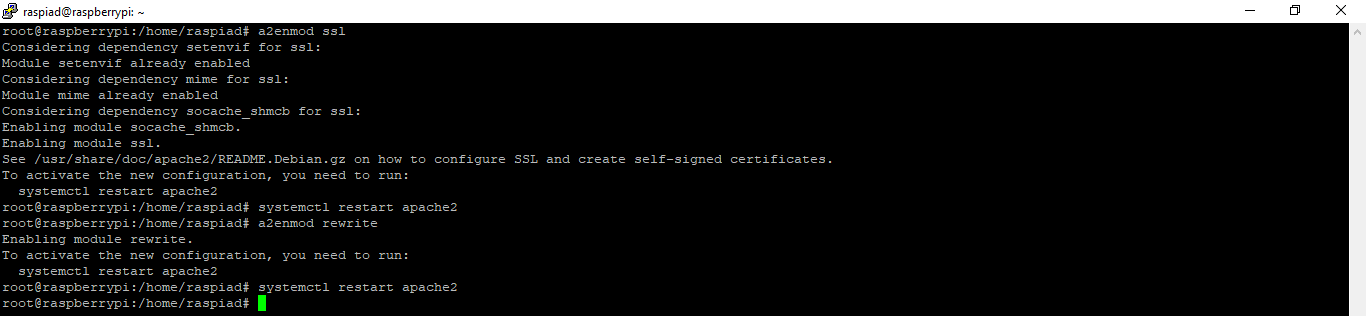 raspiad@raspberrypi: ~
root@raspberrypi:/home/raspiad# a2enmod ssl
Considering dependency setenvif for ssl:
Module setenvif already enabled
Considering dependency mime for ssl:
Module mime already enabled
Considering dependency socache_shmcb for ssl:
Enabling module socache_shmcb.
Enabling module ssl.
See /usr/share/doc/apache2/README.Debian.gz on how to configure SSL and create self-signed certificates.
To activate the new configuration, you need to run:
  systemctl restart apache2
root@raspberrypi:/home/raspiad# systemctl restart apache2
root@raspberrypi:/home/raspiad# a2enmod rewrite
Enabling module rewrite.
To activate the new configuration, you need to run:
  systemctl restart apache2
root@raspberrypi:/home/raspiad# systemctl restart apache2
root@raspberrypi:/home/raspiad#